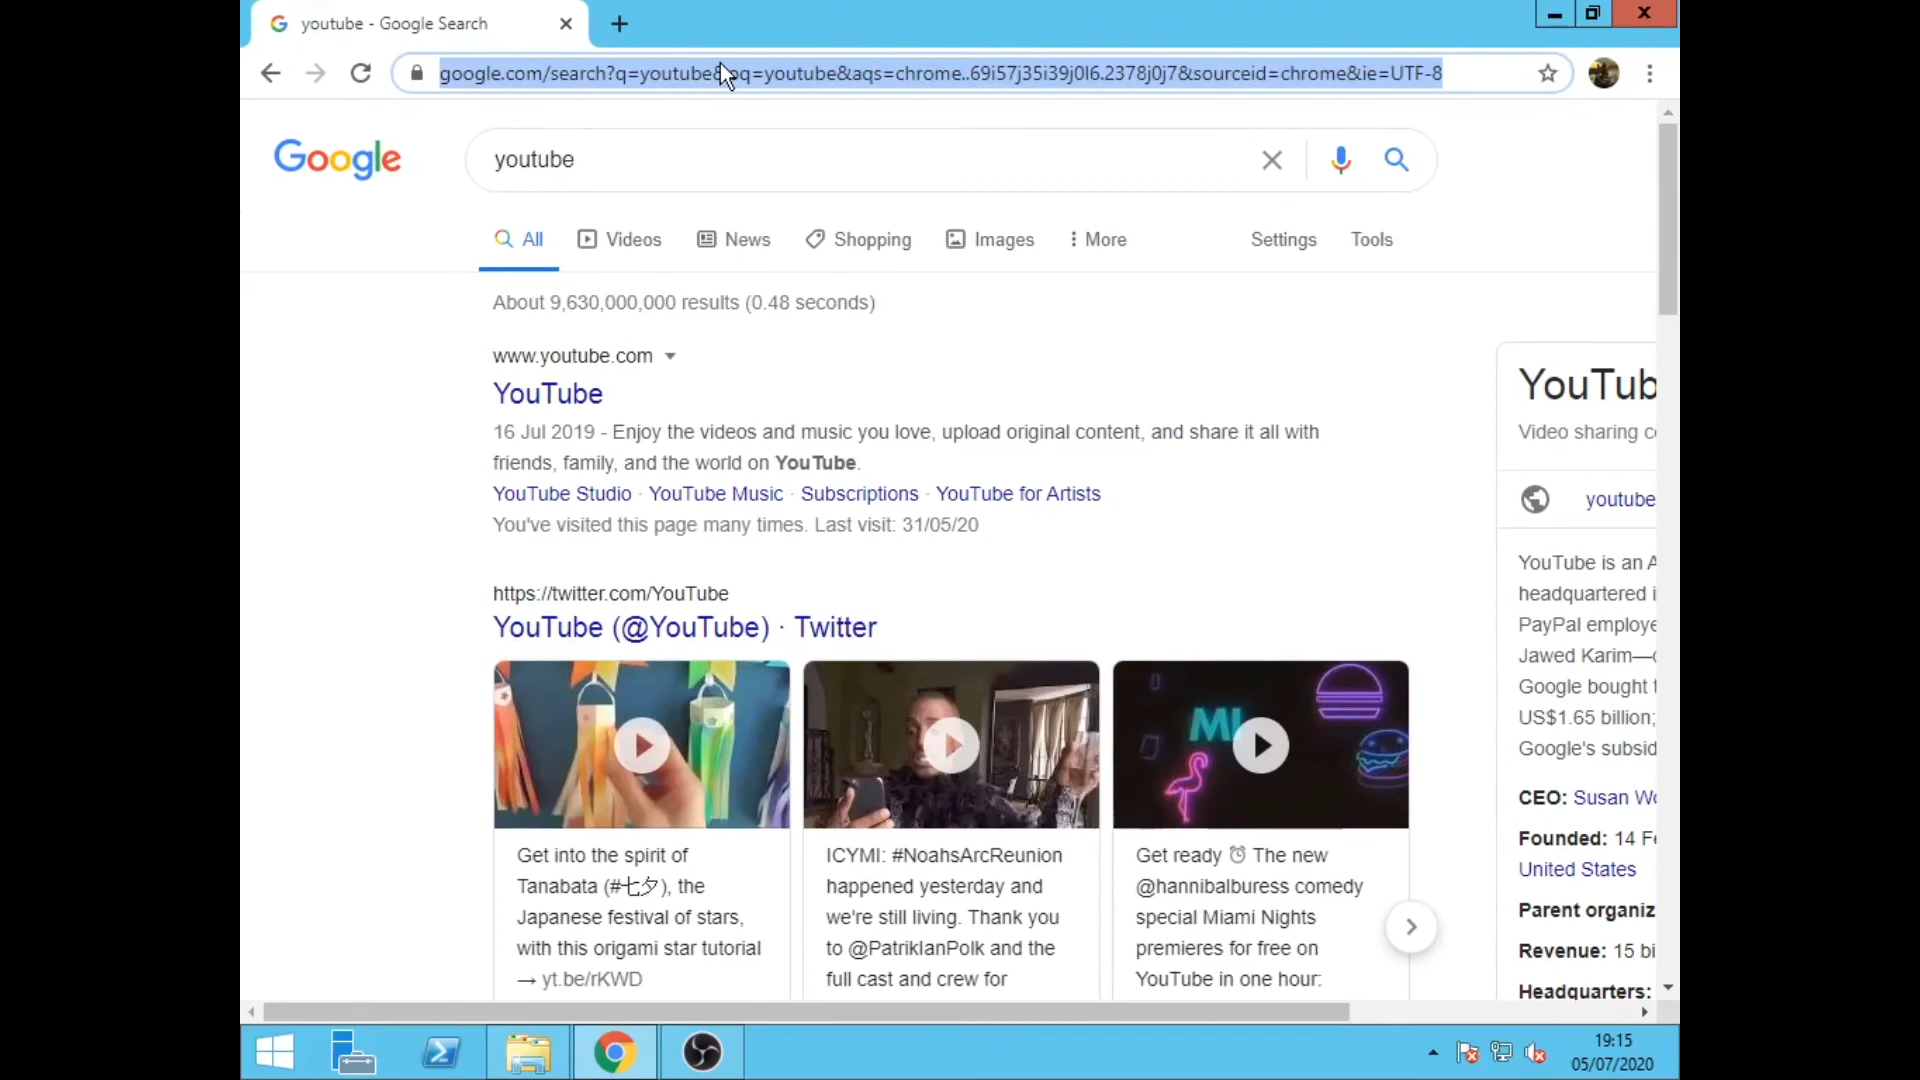 youtube - Google Search
google.com/search?q=youtube&oq=youtube&aqs=chrome..69i57j35i39j0l6.2378j0j7&sourceid=chrome&ie=UTF-8
Google
youtube
All
Videos
News
Shopping
Images
More
Settings
Tools
About 9,630,000,000 results (0.48 seconds)
www.youtube.com
YouTube
16 Jul 2019 - Enjoy the videos and music you love, upload original content, and share it all with
friends, family, and the world on YouTube.
YouTube Studio · YouTube Music · Subscriptions · YouTube for Artists
You've visited this page many times. Last visit: 31/05/20
https://twitter.com/YouTube
YouTube (@YouTube) · Twitter
MI
Get into the spirit of
Tanabata (#七夕), the
Japanese festival of stars,
with this origami star tutorial
→ yt.be/rKWD
ICYMI: #NoahsArcReunion
happened yesterday and
we're still living. Thank you
to @PatrikIanPolk and the
full cast and crew for
Get ready ⏰ The new
@hannibalburess comedy
special Miami Nights
premieres for free on
YouTube in one hour:
YouTub
Video sharing c
youtube
YouTube is an A
headquartered i
PayPal employe
Jawed Karim—c
Google bought t
US$1.65 billion;
Google's subsid
CEO: Susan Wo
Founded: 14 Fe
United States
Parent organiz
Revenue: 15 bi
Headquarters:
19:15
05/07/2020